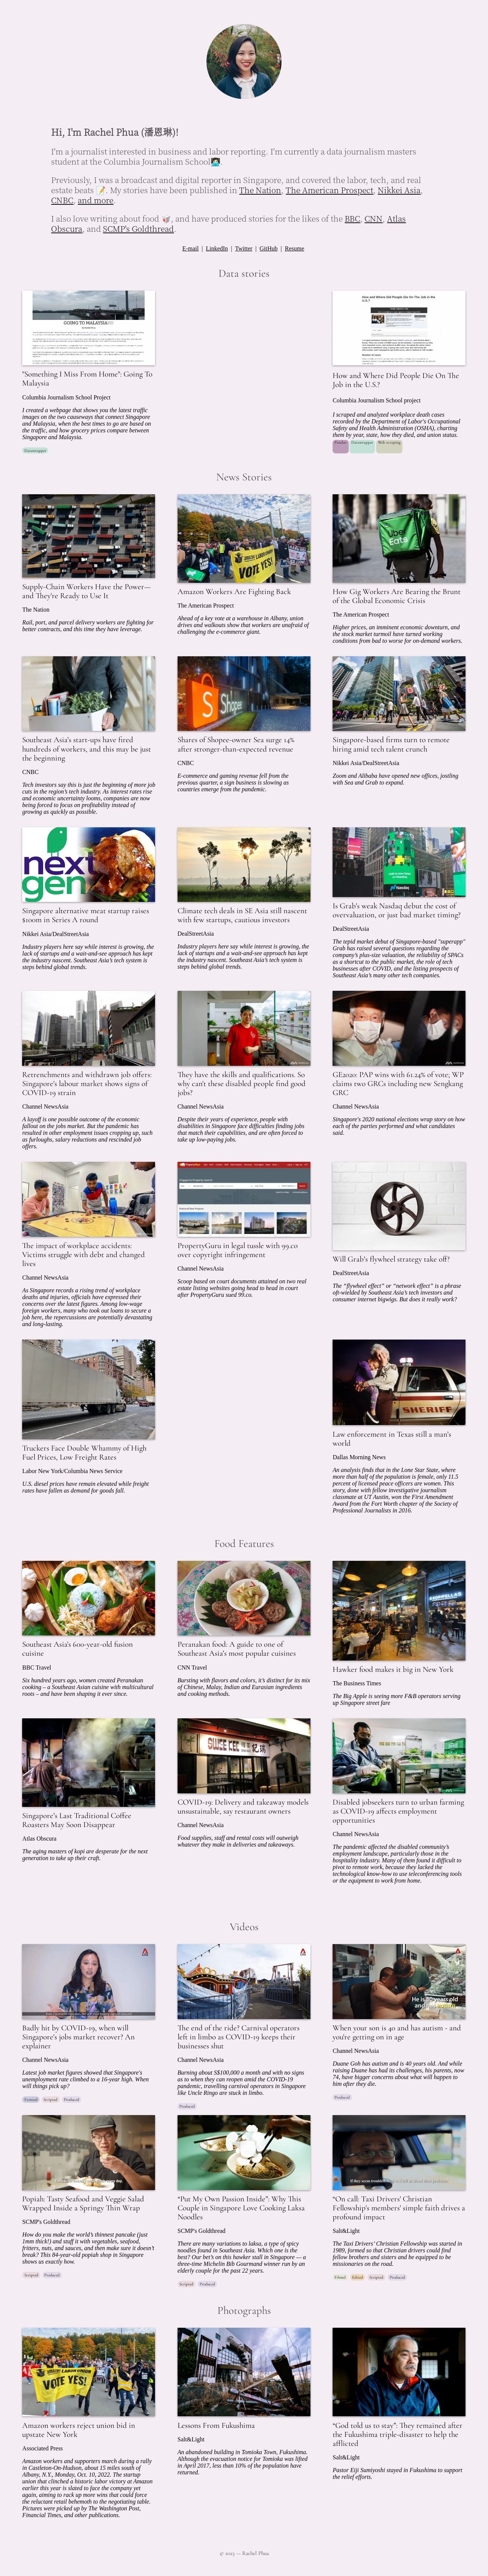 Hi, I'm Rachel Phua (潘恩琳)!
I'm a journalist interested in business and labor reporting. I'm currently a data journalism masters
student at the Columbia Journalism School👩🏻‍💻
Previously, I was a broadcast and digital reporter in Singapore, and covered the labor, tech, and real
estate beats 📝. My stories have been published in The Nation, The American Prospect, Nikkei Asia,
CNBC, and more.
I also love writing about food 🥡, and have produced stories for the likes of the BBC, CNN, Atlas
Obscura, and SCMP's Goldthread.
E-mail | LinkedIn | Twitter | GitHub | Resume
Data stories
GOING TO MALAYSIA
"Something I Miss From Home": Going To
Malaysia
Columbia Journalism School Project
I created a webpage that shows you the latest traffic
images on the two causeways between Singapore
and Malaysia, when the best times to go are based on
the traffic, and how grocery prices compare between
Singapore and Malaysia.
Datawrapper
How and Where Did People Die On The Job in the
U.S.?
How and Where Did People Die On The
Job in the U.S.?
Columbia Journalism School project
I scraped and analyzed workplace death cases
recorded by the Department of Labor's Occupational
Safety and Health Administration (OSHA), charting
them by year, state, how they died, and union status.
Pandas Datawrapper Web scraping
News Stories
Supply-Chain Workers Have the Power—
and They're Ready to Use It
The Nation
Rail, port, and parcel delivery workers are fighting for
better contracts, and this time they have leverage.
VOTE YES!
Amazon Workers Are Fighting Back
The American Prospect
Ahead of a key vote at a warehouse in Albany, union
drives and walkouts show that workers are unafraid of
challenging the e-commerce giant.
Uber
Eats
How Gig Workers Are Bearing the Brunt
of the Global Economic Crisis
The American Prospect
Higher prices, an imminent economic downturn, and
the stock market turmoil have turned working
conditions from bad to worse for on-demand workers.
Southeast Asia's start-ups have fired
hundreds of workers, and this may be just
the beginning
CNBC
Tech investors say this is just the beginning of more job
cuts in the region's tech industry. As interest rates rise
and economic uncertainty looms, companies are now
being forced to focus on profitability instead of
growing as quickly as possible.
Shares of Shopee-owner Sea surge 14%
after stronger-than-expected revenue
CNBC
E-commerce and gaming revenue fell from the
previous quarter, a sign business is slowing as
countries emerge from the pandemic.
Singapore-based firms turn to remote
hiring amid tech talent crunch
Nikkei Asia/DealStreetAsia
Zoom and Alibaba have opened new offices, jostling
with Sea and Grab to expand.
next
gen
Singapore alternative meat startup raises
$100m in Series A round
Nikkei Asia/DealStreetAsia
Industry players here say while interest is growing, the
lack of startups and a wait-and-see approach has kept
the industry nascent. Southeast Asia's tech system is
steps behind global trends.
Climate tech deals in SE Asia still nascent
with few startups, cautious investors
DealStreetAsia
Industry players here say while interest is growing, the
lack of startups and a wait-and-see approach has kept
the industry nascent. Southeast Asia's tech system is
steps behind global trends.
Nasdaq
Is Grab's weak Nasdaq debut the cost of
overvaluation, or just bad market timing?
DealStreetAsia
The tepid market debut of Singapore-based "superapp"
Grab has raised several questions regarding the
company's plus-size valuation, the reliability of SPACs
as a shortcut to the public market, the role of tech
businesses after COVID, and the listing prospects of
Southeast Asia's many other tech companies.
Retrenchments and withdrawn job offers:
Singapore's labour market shows signs of
COVID-19 strain
Channel NewsAsia
A layoff is one possible outcome of the economic
fallout on the jobs market. But the pandemic has
resulted in other employment issues cropping up, such
as furloughs, salary reductions and rescinded job
offers.
They have the skills and qualifications. So
why can't these disabled people find good
jobs?
Channel NewsAsia
Despite their years of experience, people with
disabilities in Singapore face difficulties finding jobs
that match their capabilities, and are often forced to
take up low-paying jobs.
GE2020: PAP wins with 61.24% of vote; WP
claims two GRCs including new Sengkang
GRC
Channel NewsAsia
Singapore's 2020 national elections wrap story on how
each of the parties performed and what candidates
said.
The impact of workplace accidents:
Victims struggle with debt and changed
lives
Channel NewsAsia
As Singapore records a rising trend of workplace
deaths and injuries, officials have expressed their
concerns over the latest figures. Among low-wage
foreign workers, many who took out loans to secure a
job here, the repercussions are potentially devastating
and long-lasting.
PropertyGuru in legal tussle with 99.co
over copyright infringement
Channel NewsAsia
Scoop based on court documents attained on two real
estate listing websites going head to head in court
after PropertyGuru sued 99.co.
Will Grab's flywheel strategy take off?
DealStreetAsia
The “flywheel effect” or “network effect” is a phrase
oft-wielded by Southeast Asia's tech investors and
consumer internet bigwigs. But does it really work?
Truckers Face Double Whammy of High
Fuel Prices, Low Freight Rates
Labor New York/Columbia News Service
U.S. diesel prices have remain elevated while freight
rates have fallen as demand for goods fall.
SHERIFF
Law enforcement in Texas still a man's
world
Dallas Morning News
An analysis finds that in the Lone Star State, where
more than half of the population is female, only 11.5
percent of licensed peace officers are women. This
story, done with fellow investigative journalism
classmate at UT Austin, won the First Amendment
Award from the Fort Worth chapter of the Society of
Professional Journalists in 2016.
Food Features
Southeast Asia's 600-year-old fusion
cuisine
BBC Travel
Six hundred years ago, women created Peranakan
cooking – a Southeast Asian cuisine with multicultural
roots – and have been shaping it ever since.
Peranakan food: A guide to one of
Southeast Asia's most popular cuisines
CNN Travel
Bursting with flavors and colors, it's distinct for its mix
of Chinese, Malay, Indian and Eurasian ingredients
and cooking methods.
Hawker food makes it big in New York
The Business Times
The Big Apple is seeing more F&B operators serving
up Singapore street fare
Singapore's Last Traditional Coffee
Roasters May Soon Disappear
Atlas Obscura
The aging masters of kopi are desperate for the next
generation to take up their craft.
GUIEE KEE
COVID-19: Delivery and takeaway models
unsustainable, say restaurant owners
Channel NewsAsia
Food supplies, staff and rental costs will outweigh
whatever they make in deliveries and takeaways.
Disabled jobseekers turn to urban farming
as COVID-19 affects employment
opportunities
Channel NewsAsia
The pandemic affected the disabled community's
employment landscape, particularly those in the
hospitality industry. Many of them found it difficult to
pivot to remote work, because they lacked the
technological know-how to use teleconferencing tools
or the equipment to work from home.
Videos
Badly hit by COVID-19, when will
Singapore's jobs market recover? An
explainer
Channel NewsAsia
Latest job market figures showed that Singapore's
unemployment rate climbed to a 16-year high. When
will things pick up?
Hosted Scripted Produced
The end of the ride? Carnival operators
left in limbo as COVID-19 keeps their
businesses shut
Channel NewsAsia
Burning about S$100,000 a month and with no signs
as to when they can reopen amid the COVID-19
pandemic, travelling carnival operators in Singapore
like Uncle Ringo are stuck in limbo.
Produced
He is 40 years old
When your son is 40 and has autism - and
you're getting on in age
Channel NewsAsia
Duane Goh has autism and is 40 years old. And while
raising Duane has had its challenges, his parents, now
74, have bigger concerns about what will happen to
him after they die.
Produced
Popiah: Tasty Seafood and Veggie Salad
Wrapped Inside a Springy Thin Wrap
SCMP's Goldthread
How do you make the world's thinnest pancake (just
1mm thick!) and stuff it with vegetables, seafood,
fritters, nuts, and sauces, and then make sure it doesn't
break? This 84-year-old popiah shop in Singapore
shows us exactly how.
Scripted Produced
“Put My Own Passion Inside”: Why This
Couple in Singapore Love Cooking Laksa
Noodles
SCMP's Goldthread
There are many variations to laksa, a type of spicy
noodles found in Southeast Asia. Which one is the
best? Our bet's on this hawker stall in Singapore — a
three-time Michelin Bib Gourmand winner run by an
elderly couple for the past 22 years.
Scripted Produced
“On call: Taxi Drivers' Christian
Fellowship's members' simple faith drives a
profound impact
Salt&Light
The Taxi Drivers' Christian Fellowship was started in
1989, formed so that Christian drivers could find
fellow brothers and sisters and be equipped to be
missionaries on the road.
Filmed Edited Scripted Produced
Photographs
VOTE YES!
Amazon workers reject union bid in
upstate New York
Associated Press
Amazon workers and supporters march during a rally
in Castleton-On-Hudson, about 15 miles south of
Albany, N.Y., Monday, Oct. 10, 2022. The startup
union that clinched a historic labor victory at Amazon
earlier this year is slated to face the company yet
again, aiming to rack up more wins that could force
the reluctant retail behemoth to the negotiating table.
Pictures were picked up by The Washington Post,
Financial Times, and other publications.
Lessons From Fukushima
Salt&Light
An abandoned building in Tomioka Town, Fukushima.
Although the evacuation notice for Tomioka was lifted
in April 2017, less than 10% of the population have
returned.
“God told us to stay”: They remained after
the Fukushima triple-disaster to help the
afflicted
Salt&Light
Pastor Eiji Sumiyoshi stayed in Fukushima to support
the relief efforts.
© 2023 — Rachel Phua